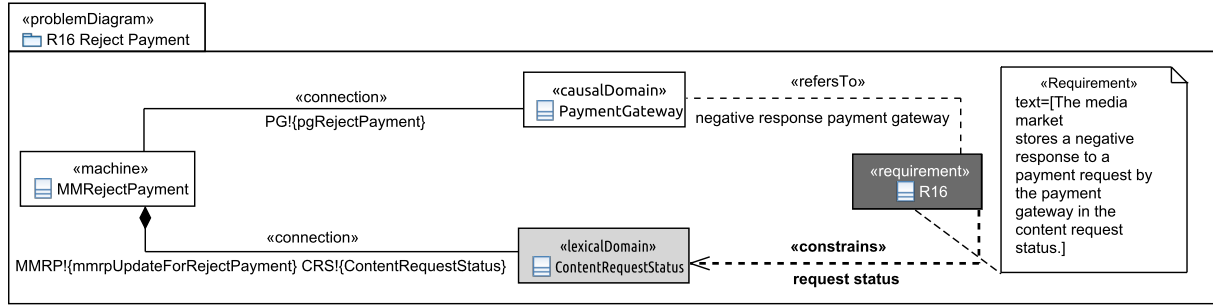 «problemDiagram»
R16 Reject Payment
«connection»
PG!{pgRejectPayment}
«causalDomain»
PaymentGateway
«refersTo»
negative response payment gateway
«Requirement»
text=[The media
market
stores a negative
response to a
payment request by
the payment
gateway in the
content request
status.]
«machine»
MMRejectPayment
«requirement»
R16
«connection»
MMRP!{mmrpUpdateForRejectPayment} CRS!{ContentRequestStatus}
«lexicalDomain»
ContentRequestStatus
«constrains»
request status